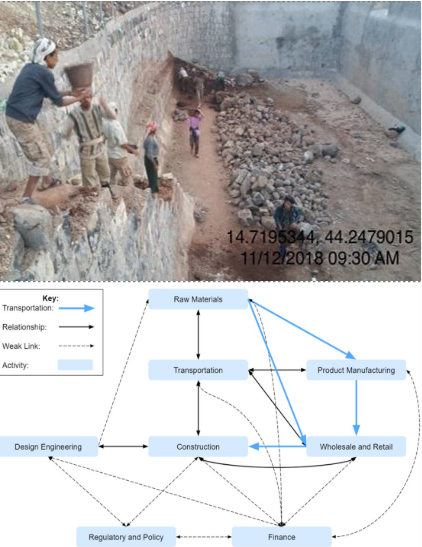 14.7195344, 44.2479015
11/12/2018 09:30 AM
Key:
Transportation:
Relationship:
Weak Link:
Activity:
Raw Materials
Transportation
Product Manufacturing
Design Engineering
Construction
Wholesale and Retail
Regulatory and Policy
Finance